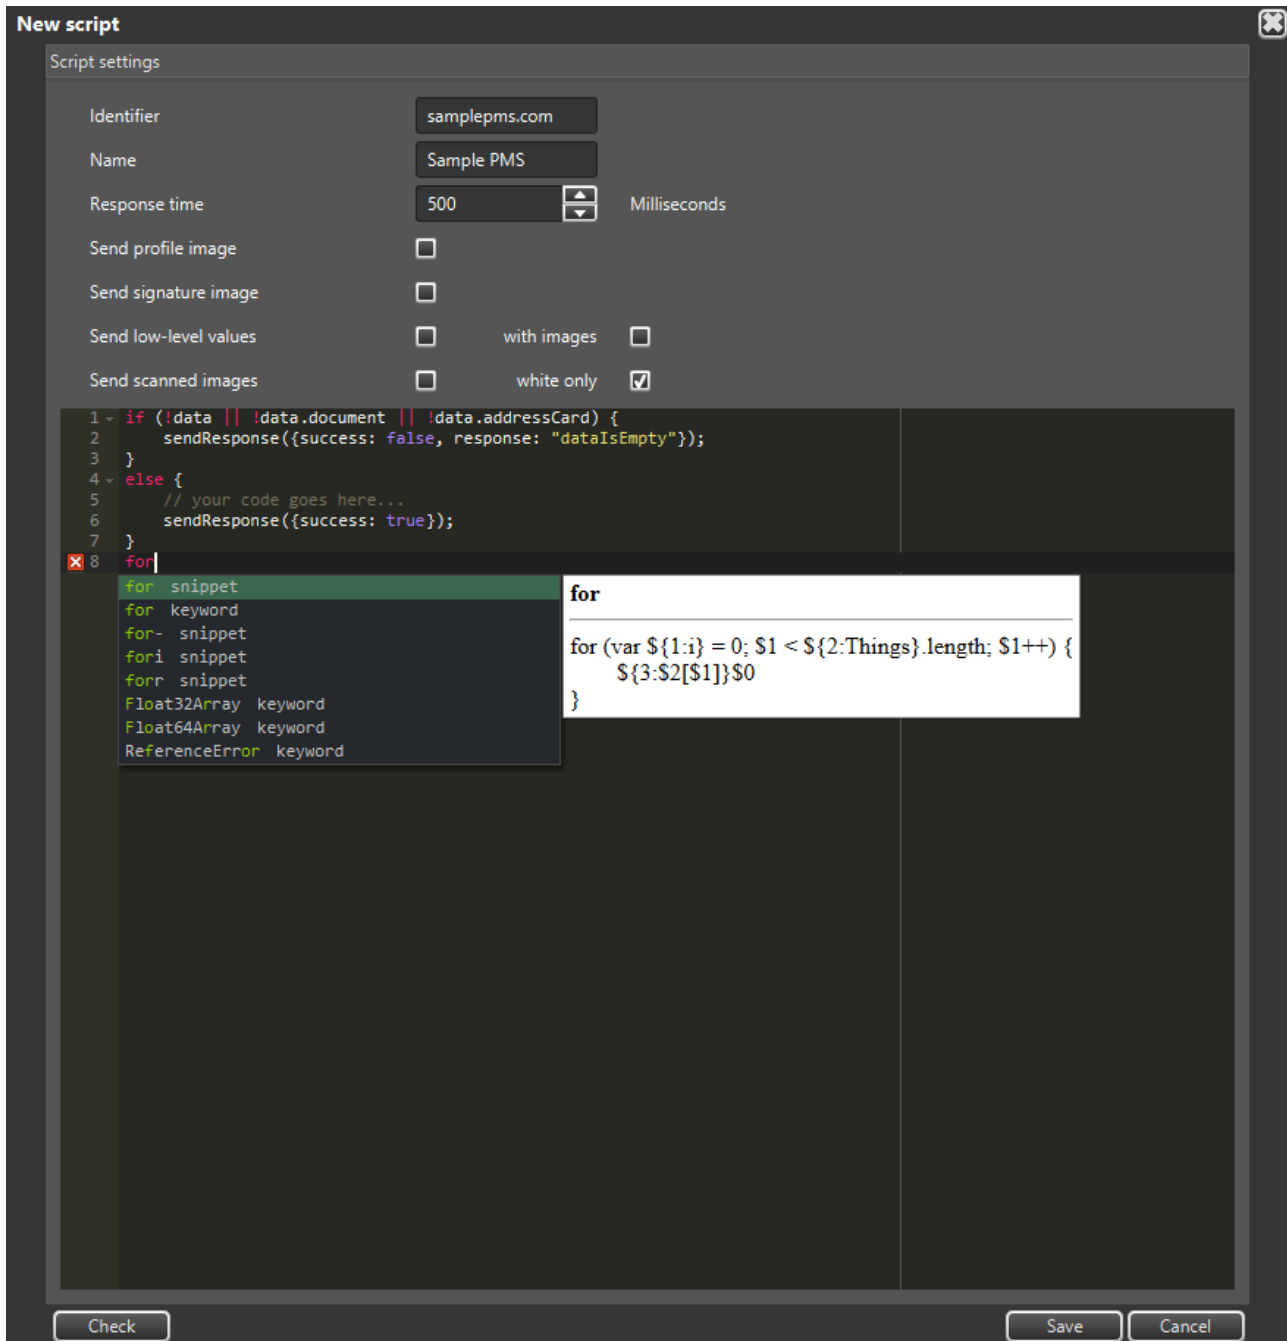 New script
Script settings
Identifier samplepms.com
Name Sample PMS
Response time 500 Milliseconds
Send profile image
Send signature image
Send low-level values with images
Send scanned images white only
1 if (!data || !data.document || !data.addressCard) {
2 sendResponse({success: false, response: "dataIsEmpty"});
3 }
4 else {
5 // your code goes here...
6 sendResponse({success: true});
7 }
8 for
for snippet
for keyword
for- snippet
fori snippet
forr snippet
Float32Array keyword
Float64Array keyword
ReferenceError keyword
for
for (var ${1:i} = 0; $1 < ${2:Things}.length; $1++) {
${3:$2[$1]}$0
}
Check Save Cancel